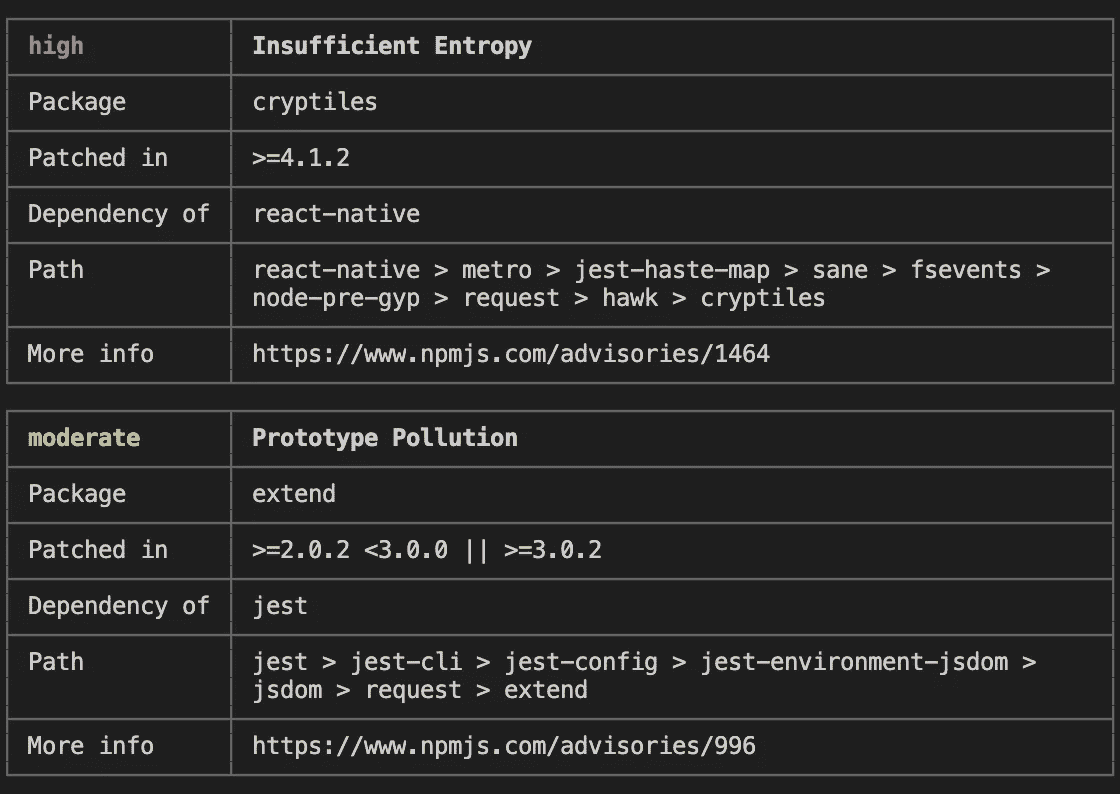 high Insufficient Entropy
Package cryptiles
Patched in >=4.1.2
Dependency of react-native
Path react-native > metro > jest-haste-map > sane > fsevents >
node-pre-gyp > request > hawk > cryptiles
More info https://www.npmjs.com/advisories/1464
moderate Prototype Pollution
Package extend
Patched in >=2.0.2 <3.0.0 || >=3.0.2
Dependency of jest
Path jest > jest-cli > jest-config > jest-environment-jsdom >
jsdom > request > extend
More info https://www.npmjs.com/advisories/996